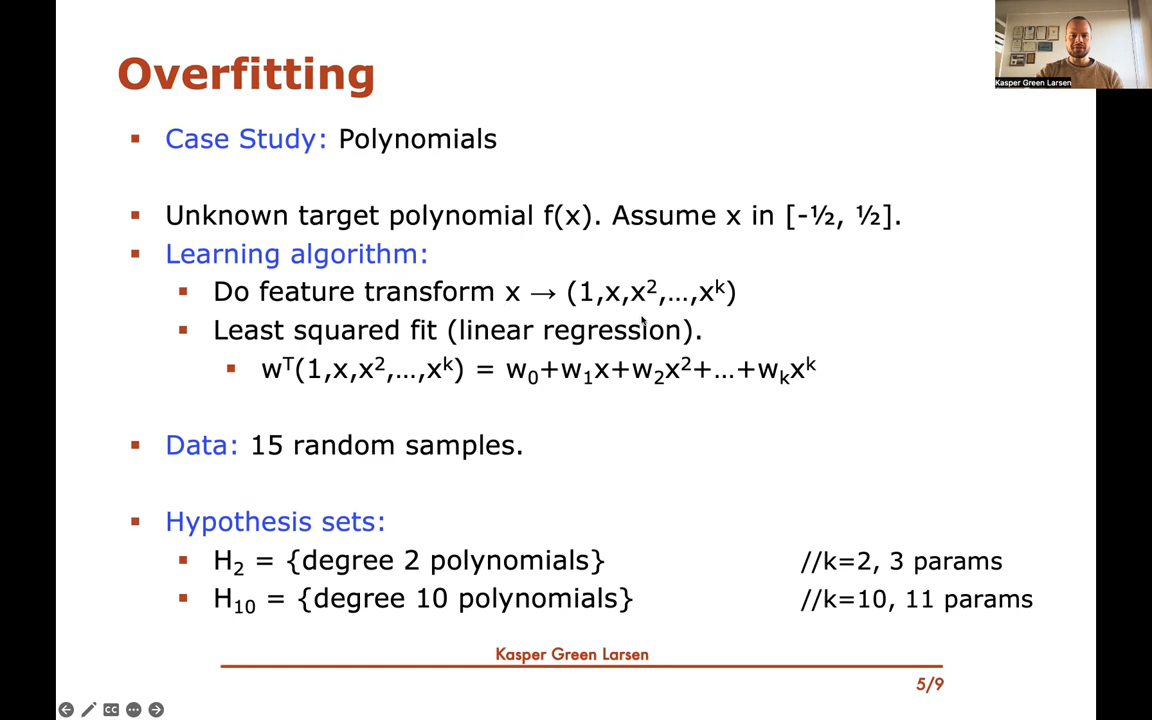 Overfitting
Kasper Green Larsen
▪ Case Study: Polynomials
▪ Unknown target polynomial f(x). Assume x in [-½, ½].
▪ Learning algorithm:
▪ Do feature transform x → (1,x,x²,…,xᵏ)
▪ Least squared fit (linear regression).
▪ wᵀ(1,x,x²,…,xᵏ) = w₀+w₁x+w₂x²+…+wₖxᵏ
▪ Data: 15 random samples.
▪ Hypothesis sets:
▪ H₂ = {degree 2 polynomials} //k=2, 3 params
▪ H₁₀ = {degree 10 polynomials} //k=10, 11 params
Kasper Green Larsen
5/9
CC